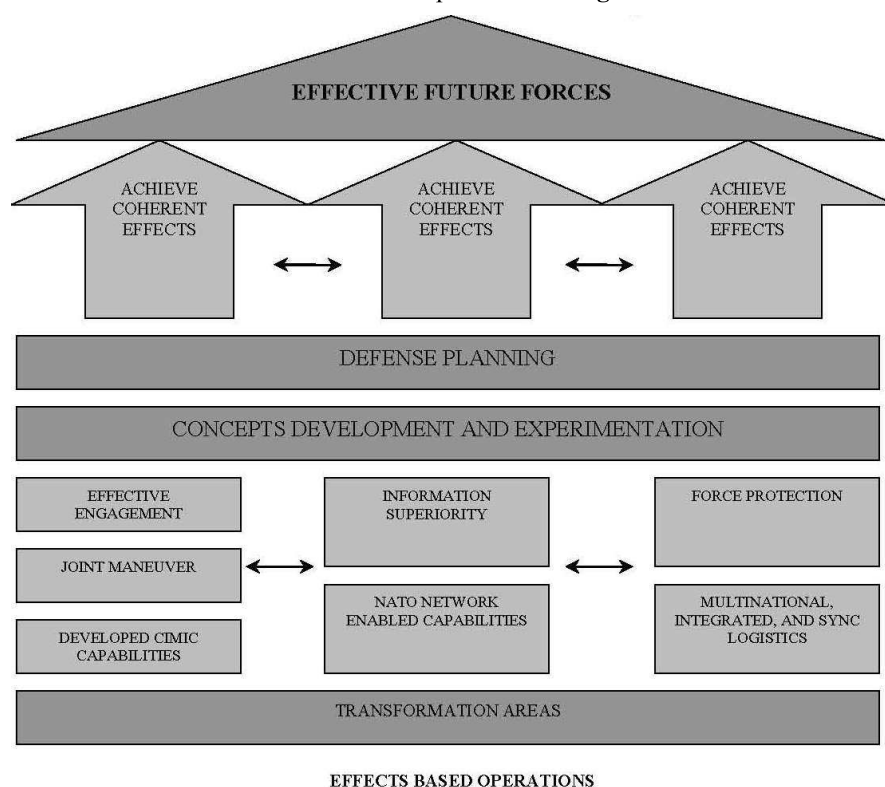 EFFECTIVE FUTURE FORCES
ACHIEVE
COHERENT
EFFECTS
ACHIEVE
COHERENT
EFFECTS
ACHIEVE
COHERENT
EFFECTS
DEFENSE PLANNING
CONCEPTS DEVELOPMENT AND EXPERIMENTATION
EFFECTIVE
ENGAGEMENT
JOINT MANEUVER
DEVELOPED CIMIC
CAPABILITIES
INFORMATION
SUPERIORITY
NATO NETWORK
ENABLED CAPABILITIES
FORCE PROTECTION
MULTINATIONAL,
INTEGRATED, AND SYNC
LOGISTICS
TRANSFORMATION AREAS
EFFECTS BASED OPERATIONS